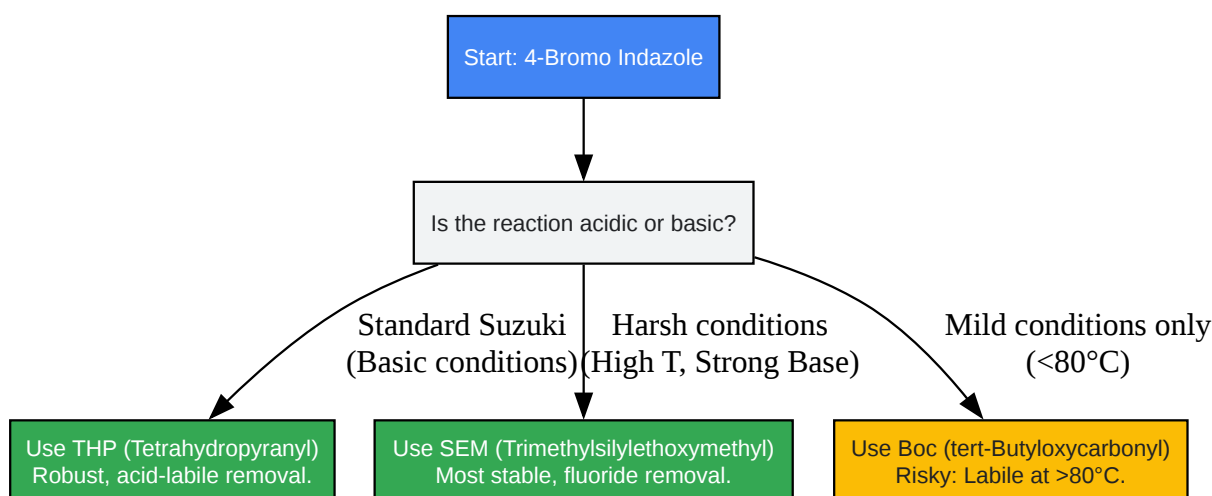 Start: 4-Bromo Indazole
Is the reaction acidic or basic?
Standard Suzuki
(Basic conditions)
Harsh conditions
(High T, Strong Base)
Mild conditions only
(<80°C)
Use THP (Tetrahydropyranyl)
Robust, acid-labile removal.
Use SEM (Trimethylsilylethoxymethyl)
Most stable, fluoride removal.
Use Boc (tert-Butyloxycarbonyl)
Risky: Labile at >80°C.